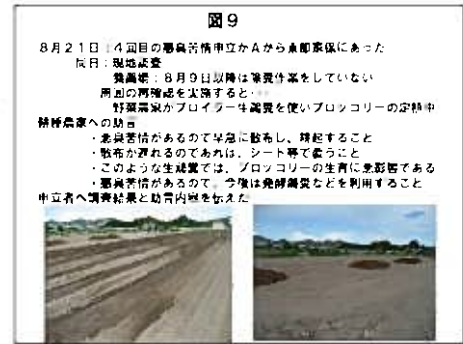 図9
8月21日:4回目の悪臭苦情申立がAから東部家保にあった
同日:現地調査
養鶏場:8月9日以降は除糞作業をしていない
周囲の再確認を実施すると…
野菜農家がブロイラー生鶏糞を使いブロッコリーの定植中
耕種農家への助言
・悪臭苦情があるので早急に散布し、耕起すること
・散布が遅れるのであれば、シート等で覆うこと
・このような生鶏糞では、ブロッコリーの生育に悪影響である
・悪臭苦情があるので、今後は発酵鶏糞などを利用すること
申立者へ調査結果と助言内容を伝えた